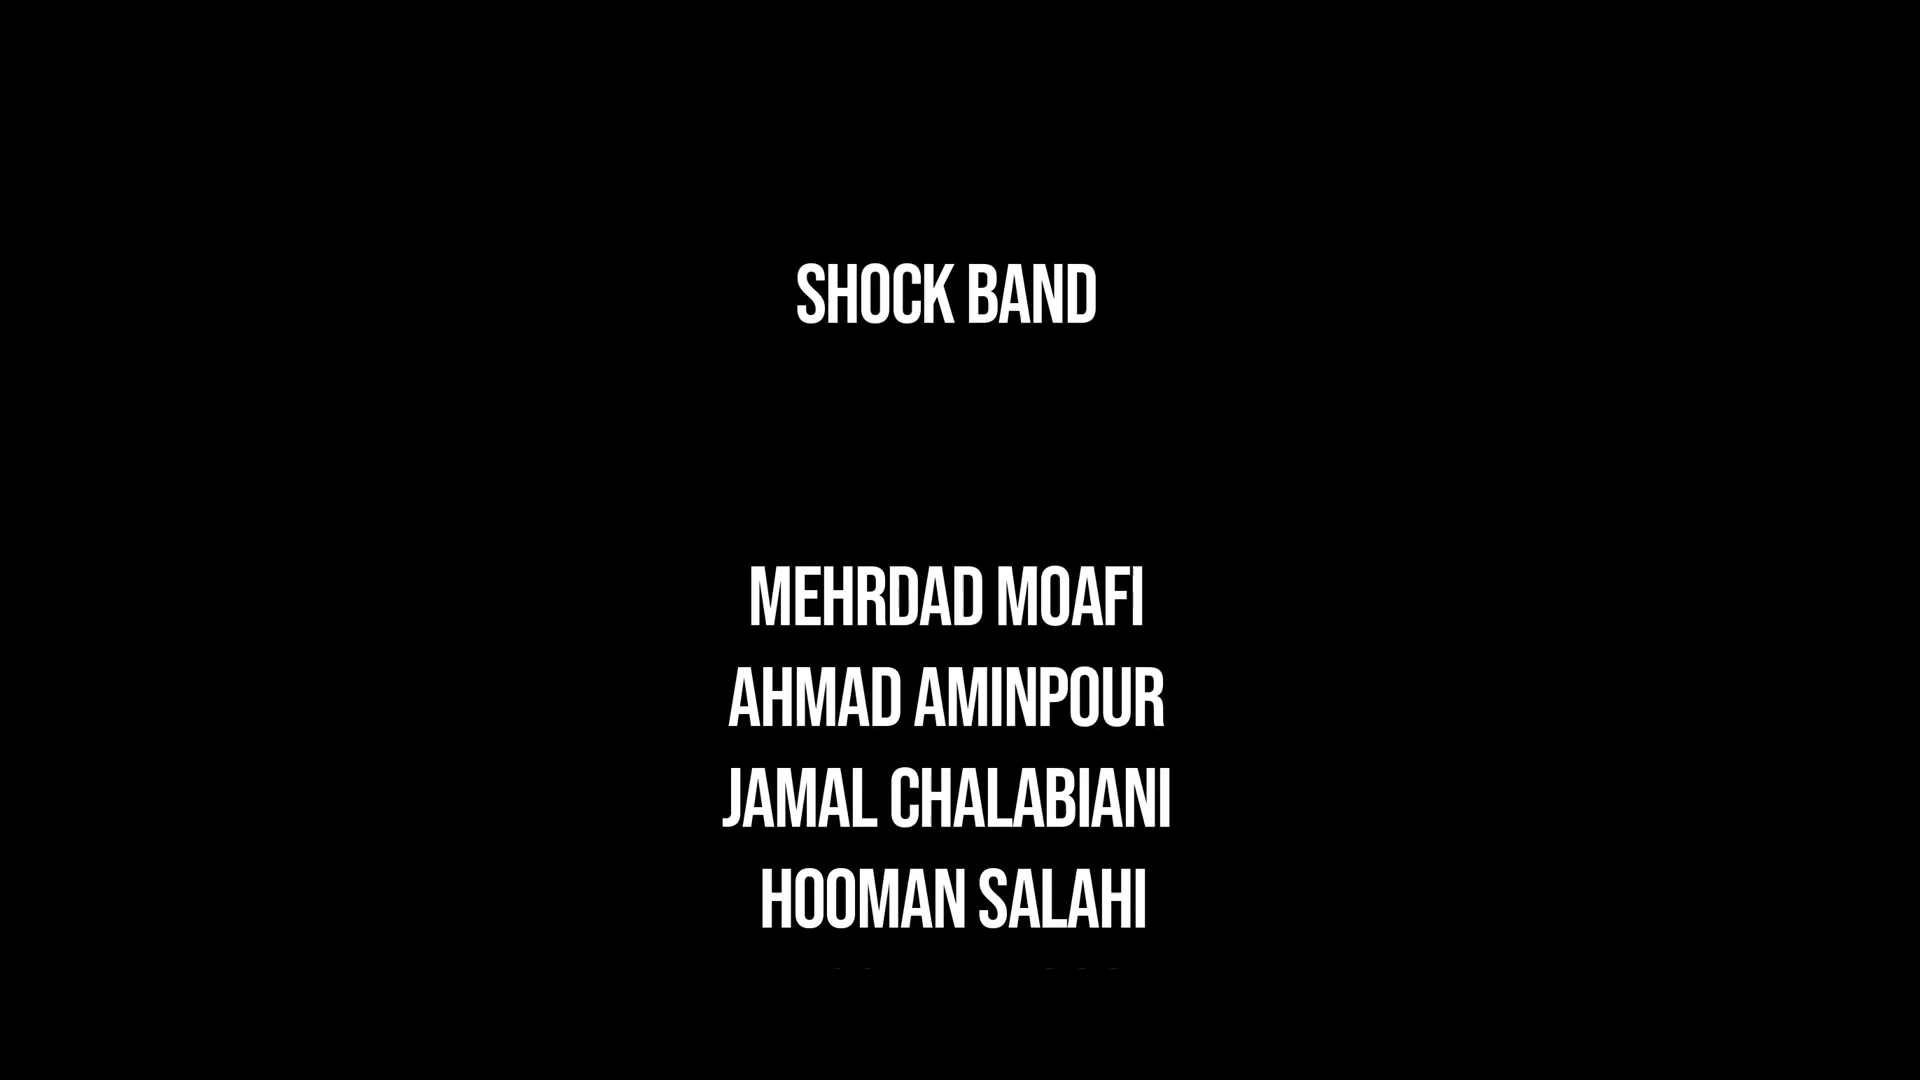 SHOCK BAND
MEHRDAD MOAFI
AHMAD AMINPOUR
JAMAL CHALABIANI
HOOMAN SALAHI